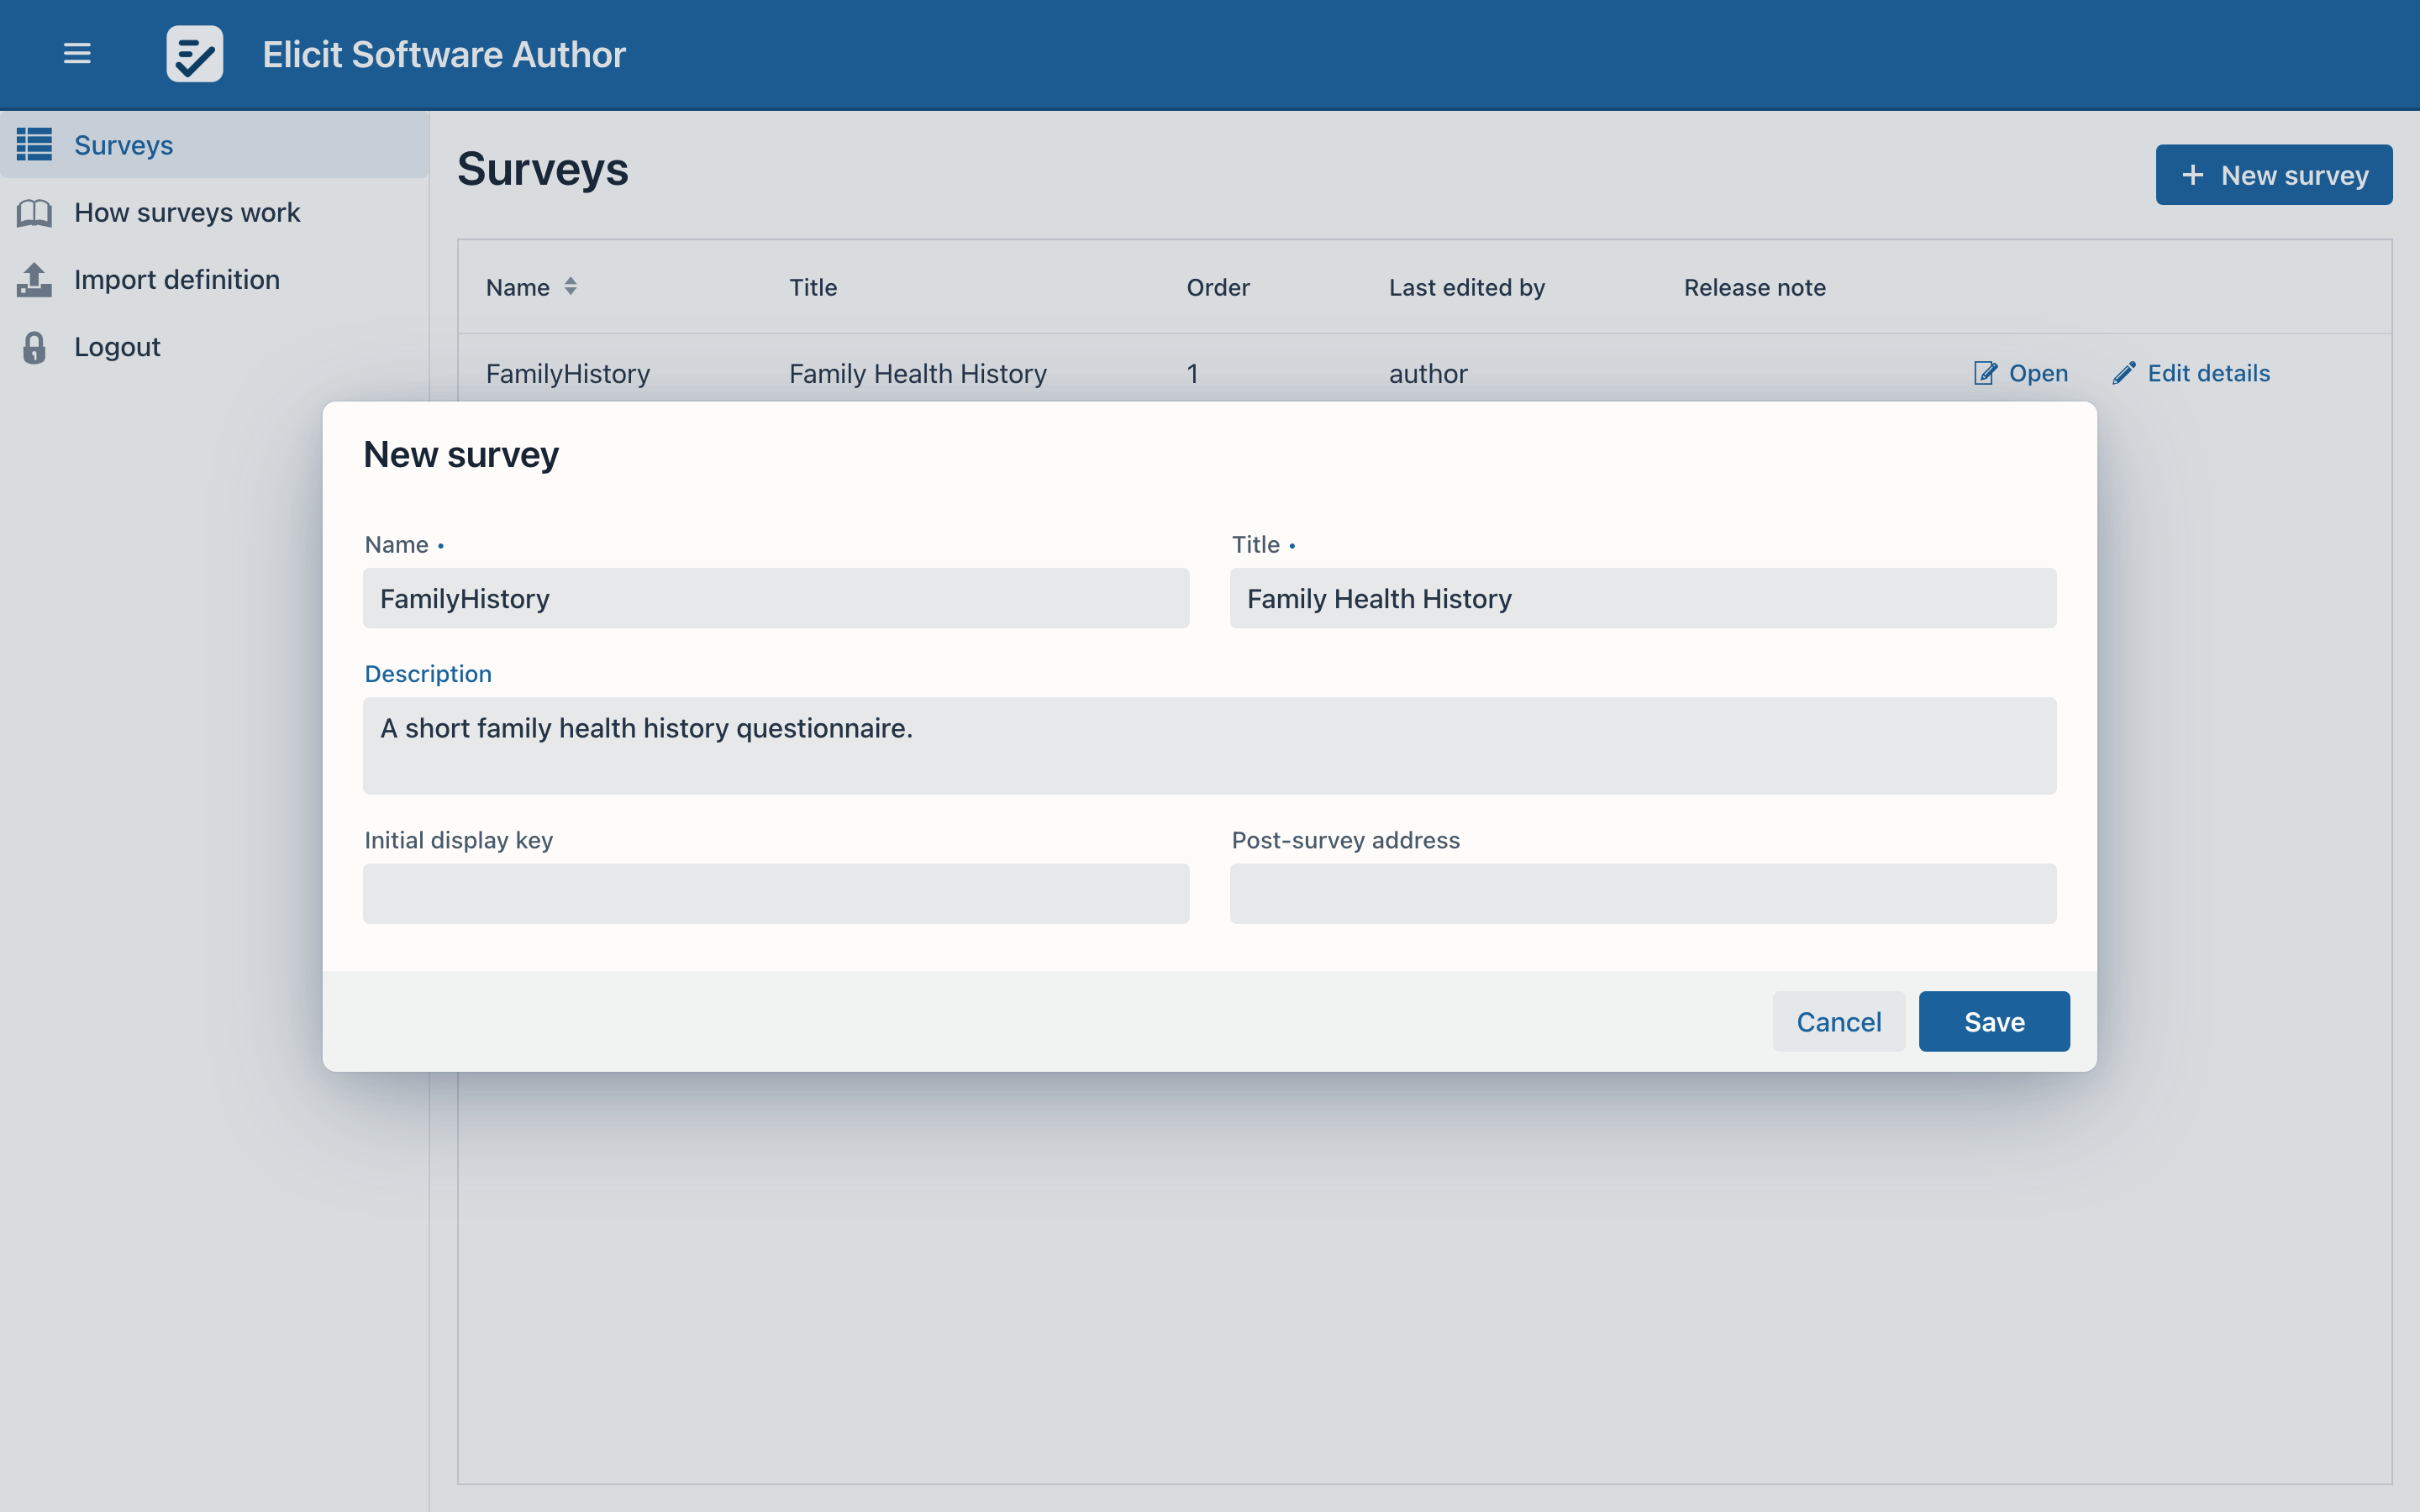 Elicit Software Author
Surveys
How surveys work
Import definition
Logout
Surveys
+ New survey
Name Title Order Last edited by Release note
FamilyHistory Family Health History 1 author Open Edit details
New survey
Name • Title •
FamilyHistory Family Health History
Description
A short family health history questionnaire.
Initial display key Post-survey address
Cancel Save